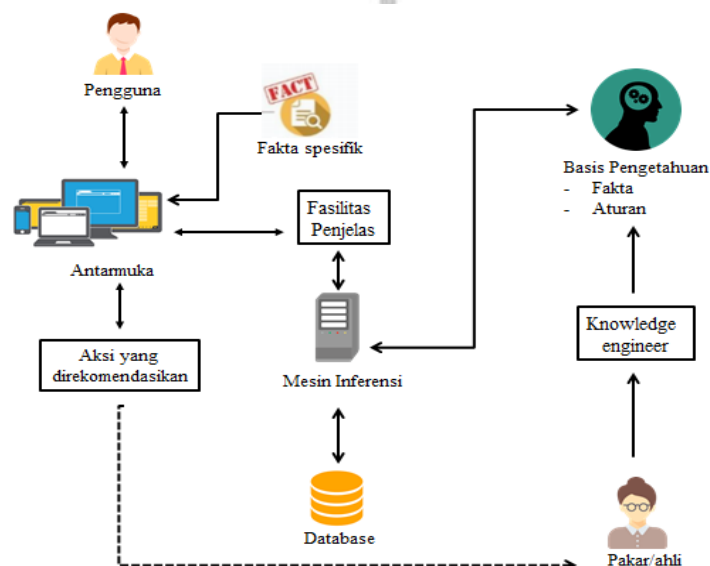 Pengguna
FACT
Fakta spesifik
Basis Pengetahuan
- Fakta
- Aturan
Fasilitas
Penjelas
Antarmuka
Knowledge
engineer
Aksi yang
direkomendasikan
Mesin Inferensi
Database
Pakar/ahli